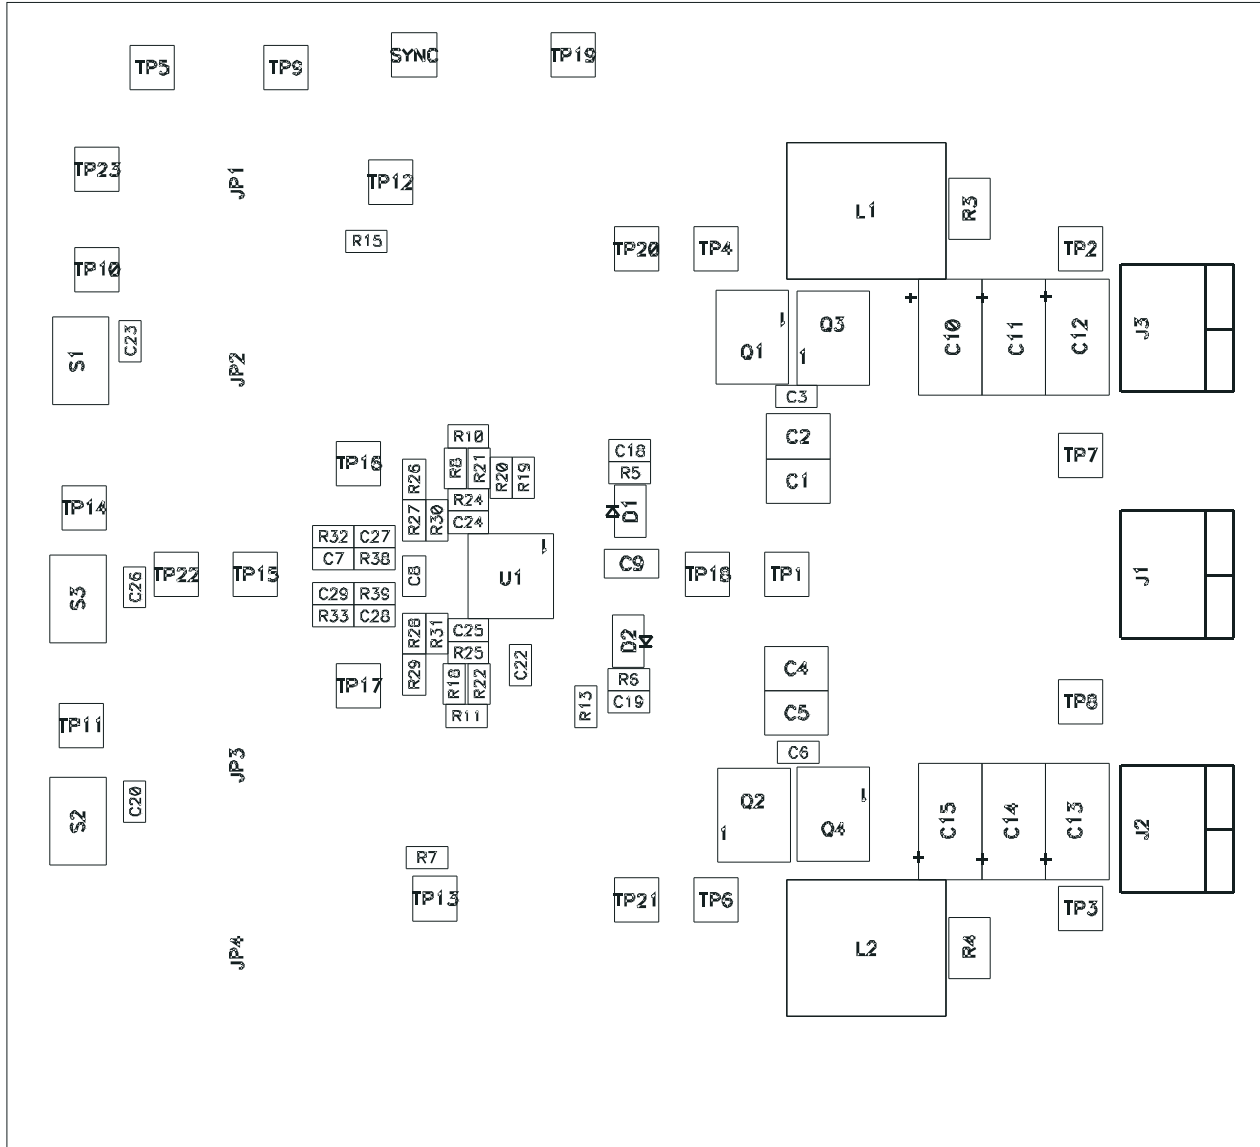 SYNC
TP19
TP5
TP9
TP23
JP1
TP12
L1
R3
R15
TP20
TP4
TP2
TP10
+
+
+
1
Q3
C10
C11
C12
J3
S1
C23
Q1
1
JP2
C3
R10
C2
C18
TP16
R26
R8
R21
R20
R19
R5
C1
TP7
TP14
R24
D1
R27
R30
C24
R32
C27
1
C7
R38
C9
U1
C8
TP22
TP15
TP18
TP1
J1
S3
C26
C29
R39
R33
C28
R28
R31
C25
D2
R25
C22
C4
R29
TP17
R18
R22
R6
C19
TP8
R13
R11
C5
TP11
C6
JP3
1
Q2
C20
S2
1
Q4
C15
C14
C13
J2
R7
+
+
+
TP13
TP21
TP6
TP3
JP4
L2
R4